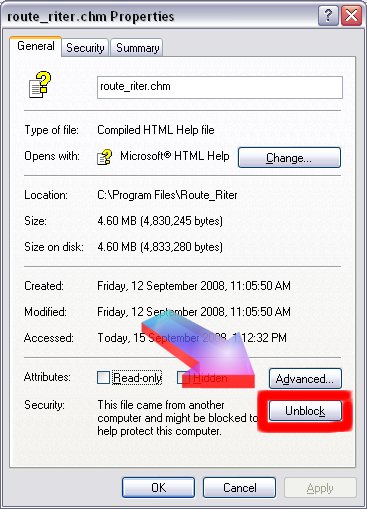 route_riter.chm Properties
General Security Summary
route_riter.chm
Type of file: Compiled HTML Help file
Opens with: Microsoft® HTML Help Change...
Location: C:\Program Files\Route_Riter
Size: 4.60 MB (4,830,245 bytes)
Size on disk: 4.60 MB (4,833,280 bytes)
Created: Friday, 12 September 2008, 11:05:50 AM
Modified: Friday, 12 September 2008, 11:05:50 AM
Accessed: Today, 15 September 2008, 1:12:32 PM
Attributes: Read-only Hidden Advanced...
Security: This file came from another
computer and might be blocked to
help protect this computer.
Unblock
OK Cancel Apply